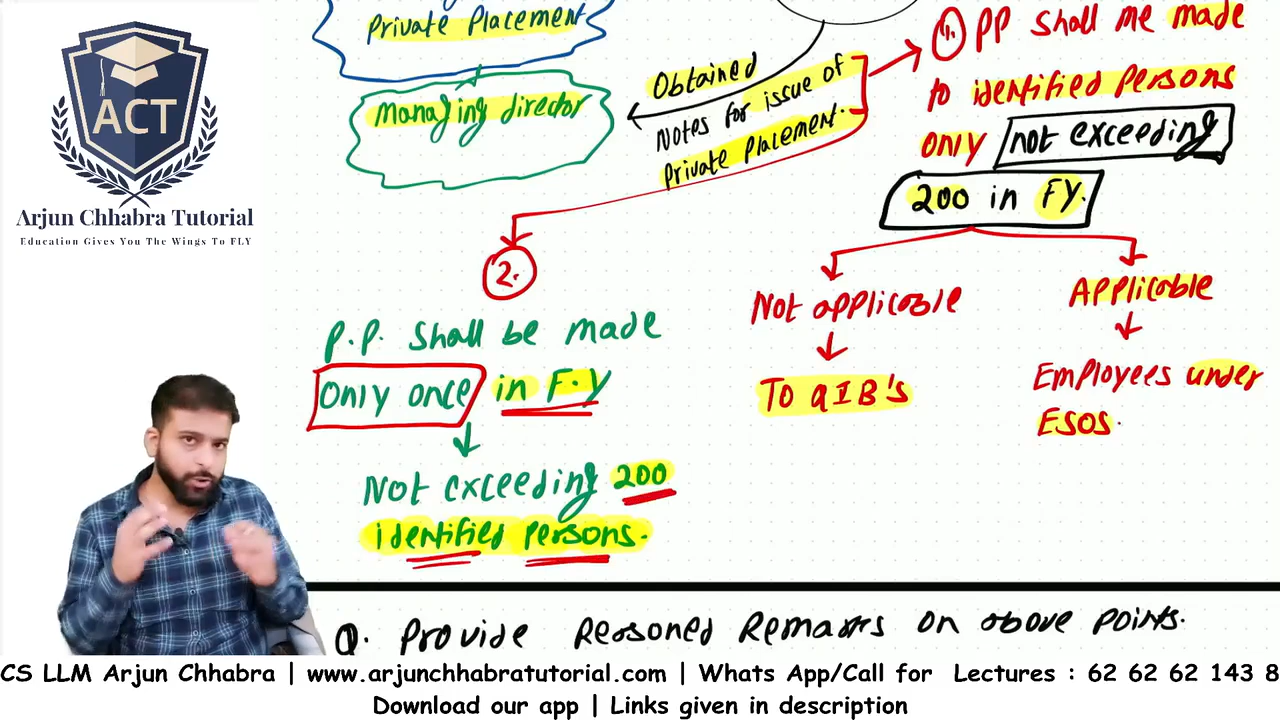 ACT
Arjun Chhabra Tutorial
Education Gives You The Wings To FLY
Private Placement
Managing director
Obtained
Notes for issue of
Private Placement.
1. PP shall me made
to identified Persons
only not exceeding
200 in FY.
Not applicable
To QIB's
Applicable
Employees under
ESOS
2.
P.P. shall be made
Only once in F.Y
Not exceeding 200
identified persons.
Q. Provide Reasoned Remarks on above points.
CS LLM Arjun Chhabra | www.arjunchhabratutorial.com | Whats App/Call for Lectures : 62 62 62 143 8
Download our app | Links given in description